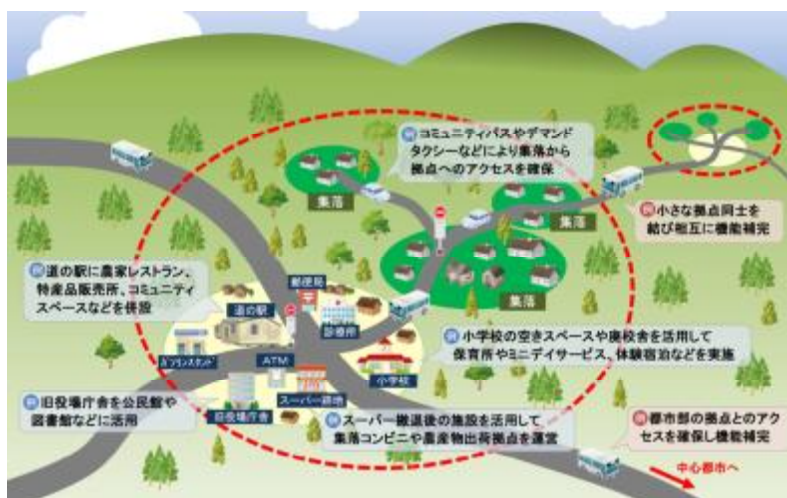 例コミュニティバスやデマンド
タクシーなどにより集落から
拠点へのアクセスを確保
集落
集落
例小さな拠点同士を
結び相互に機能補完
集落
例道の駅に農家レストラン、
特産品販売所、コミュニティ
スペースなどを併設
郵便局
道の駅
診療所
ガソリンスタンド
ATM
小学校
例小学校の空きスペースや廃校舎を活用して
保育所やミニデイサービス、体験宿泊などを実施
スーパー跡地
旧役場庁舎
例旧役場庁舎を公民館や
図書館などに活用
例スーパー撤退後の施設を活用して
集落コンビニや農産物出荷拠点を運営
例都市部の拠点とのアク
セスを確保し機能補完
中心都市へ